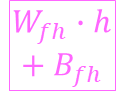 W_{fh} · h
+ B_{fh}